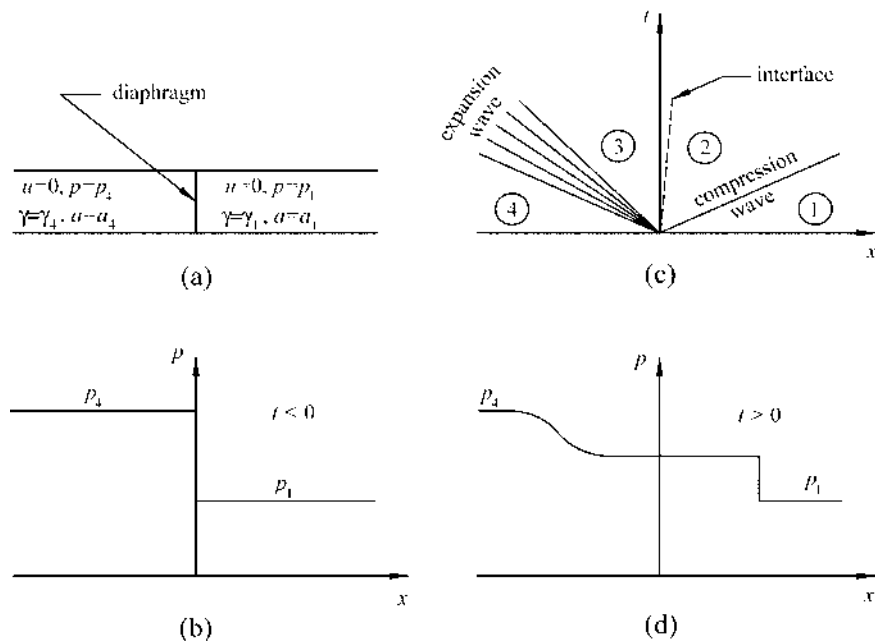 diaphragm
u=0, p=p₄
γ=γ₄, a=a₄
u=0, p=p₁
γ=γ₁, a=a₁
(a)
t
interface
expansion
wave
3
2
compression
wave
4
1
x
(c)
p
p₄
t < 0
p₁
x
(b)
p
p₄
t > 0
p₁
x
(d)